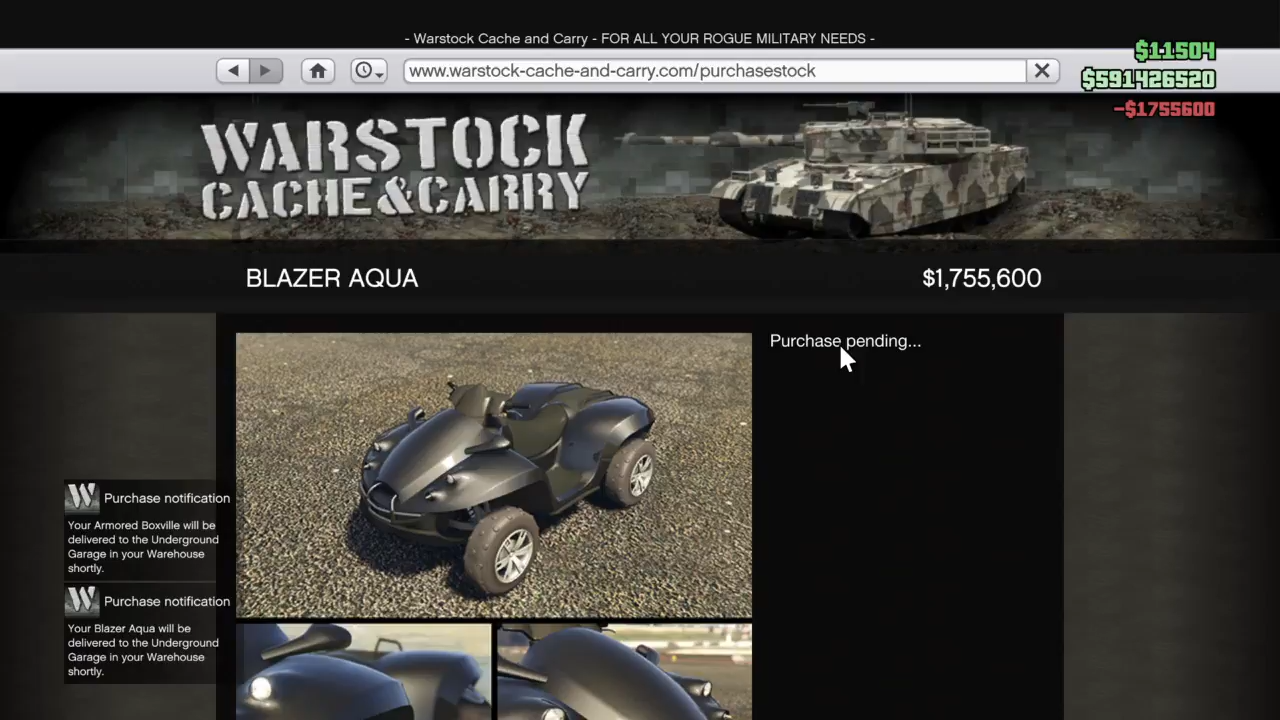 - Warstock Cache and Carry - FOR ALL YOUR ROGUE MILITARY NEEDS -
$11504
www.warstock-cache-and-carry.com/purchasestock
$591426520
-$1755600
WARSTOCK
CACHE&CARRY
BLAZER AQUA
$1,755,600
Purchase pending...
W
Purchase notification
Your Armored Boxville will be
delivered to the Underground
Garage in your Warehouse
shortly.
W
Purchase notification
Your Blazer Aqua will be
delivered to the Underground
Garage in your Warehouse
shortly.